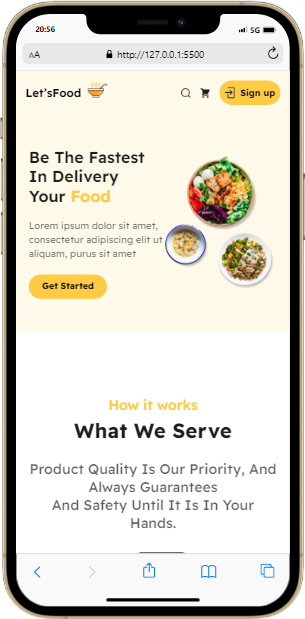 20:56
5G
AA
http://127.0.0.1:5500
Let'sFood
Sign up
Be The Fastest
In Delivery
Your Food
Lorem ipsum dolor sit amet,
consectetur adipiscing elit ut
aliquam, purus sit amet
Get Started
How it works
What We Serve
Product Quality Is Our Priority, And
Always Guarantees
And Safety Until It Is In Your
Hands.